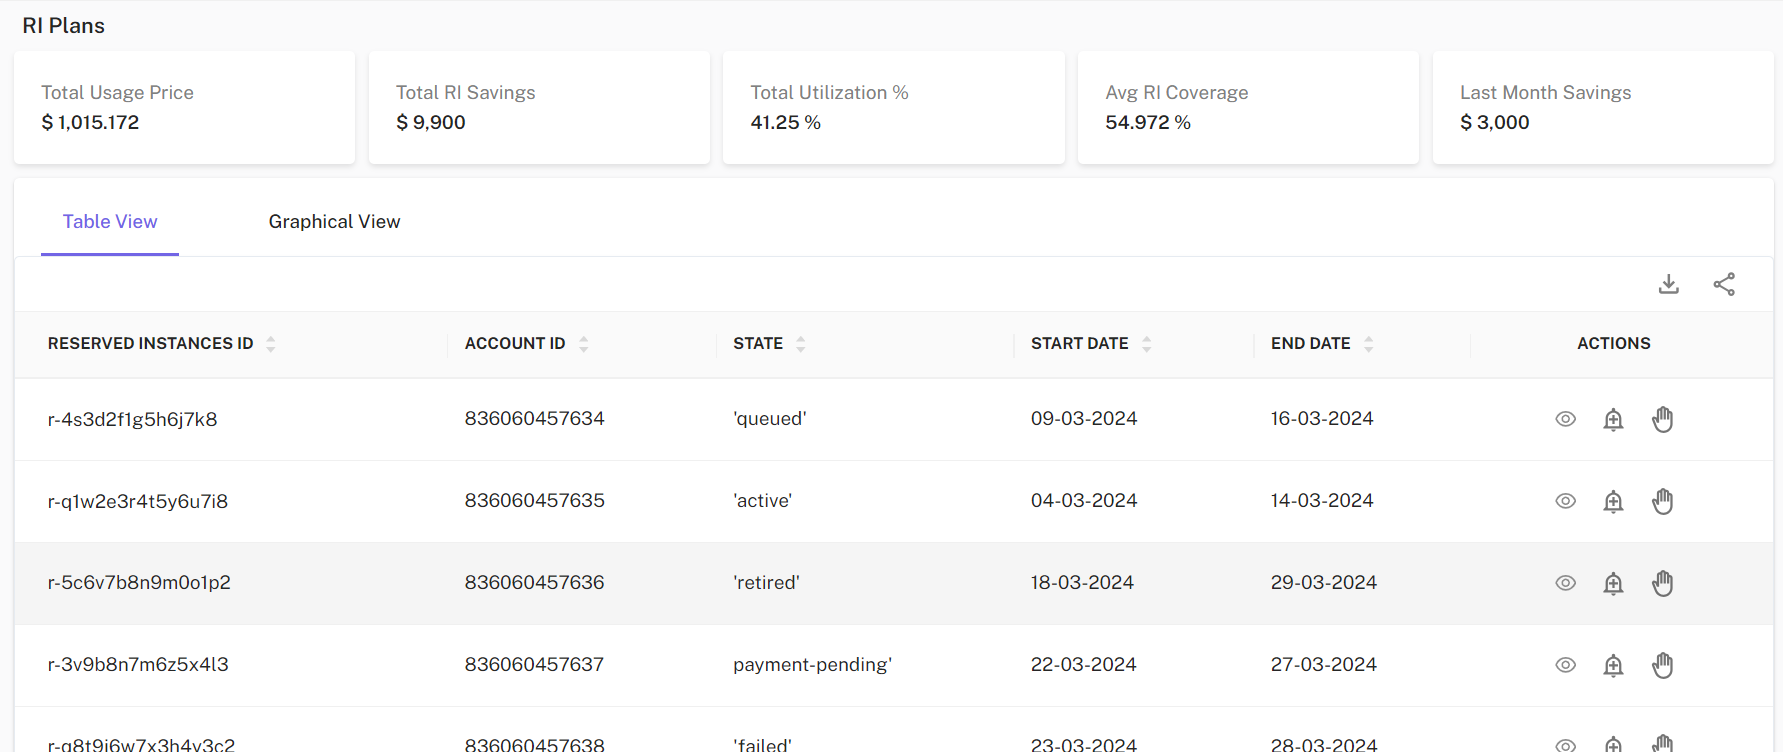 RI Plans
Total Usage Price
$ 1,015.172
Total RI Savings
$ 9,900
Total Utilization %
41.25 %
Avg RI Coverage
54.972 %
Last Month Savings
$ 3,000
Table View
Graphical View
RESERVED INSTANCES ID ACCOUNT ID STATE START DATE END DATE ACTIONS
r-4s3d2f1g5h6j7k8 836060457634 'queued' 09-03-2024 16-03-2024
r-q1w2e3r4t5y6u7i8 836060457635 'active' 04-03-2024 14-03-2024
r-5c6v7b8n9m0o1p2 836060457636 'retired' 18-03-2024 29-03-2024
r-3v9b8n7m6z5x4l3 836060457637 payment-pending' 22-03-2024 27-03-2024
836060457638 'failed' 23-03-2024 28-03-2024